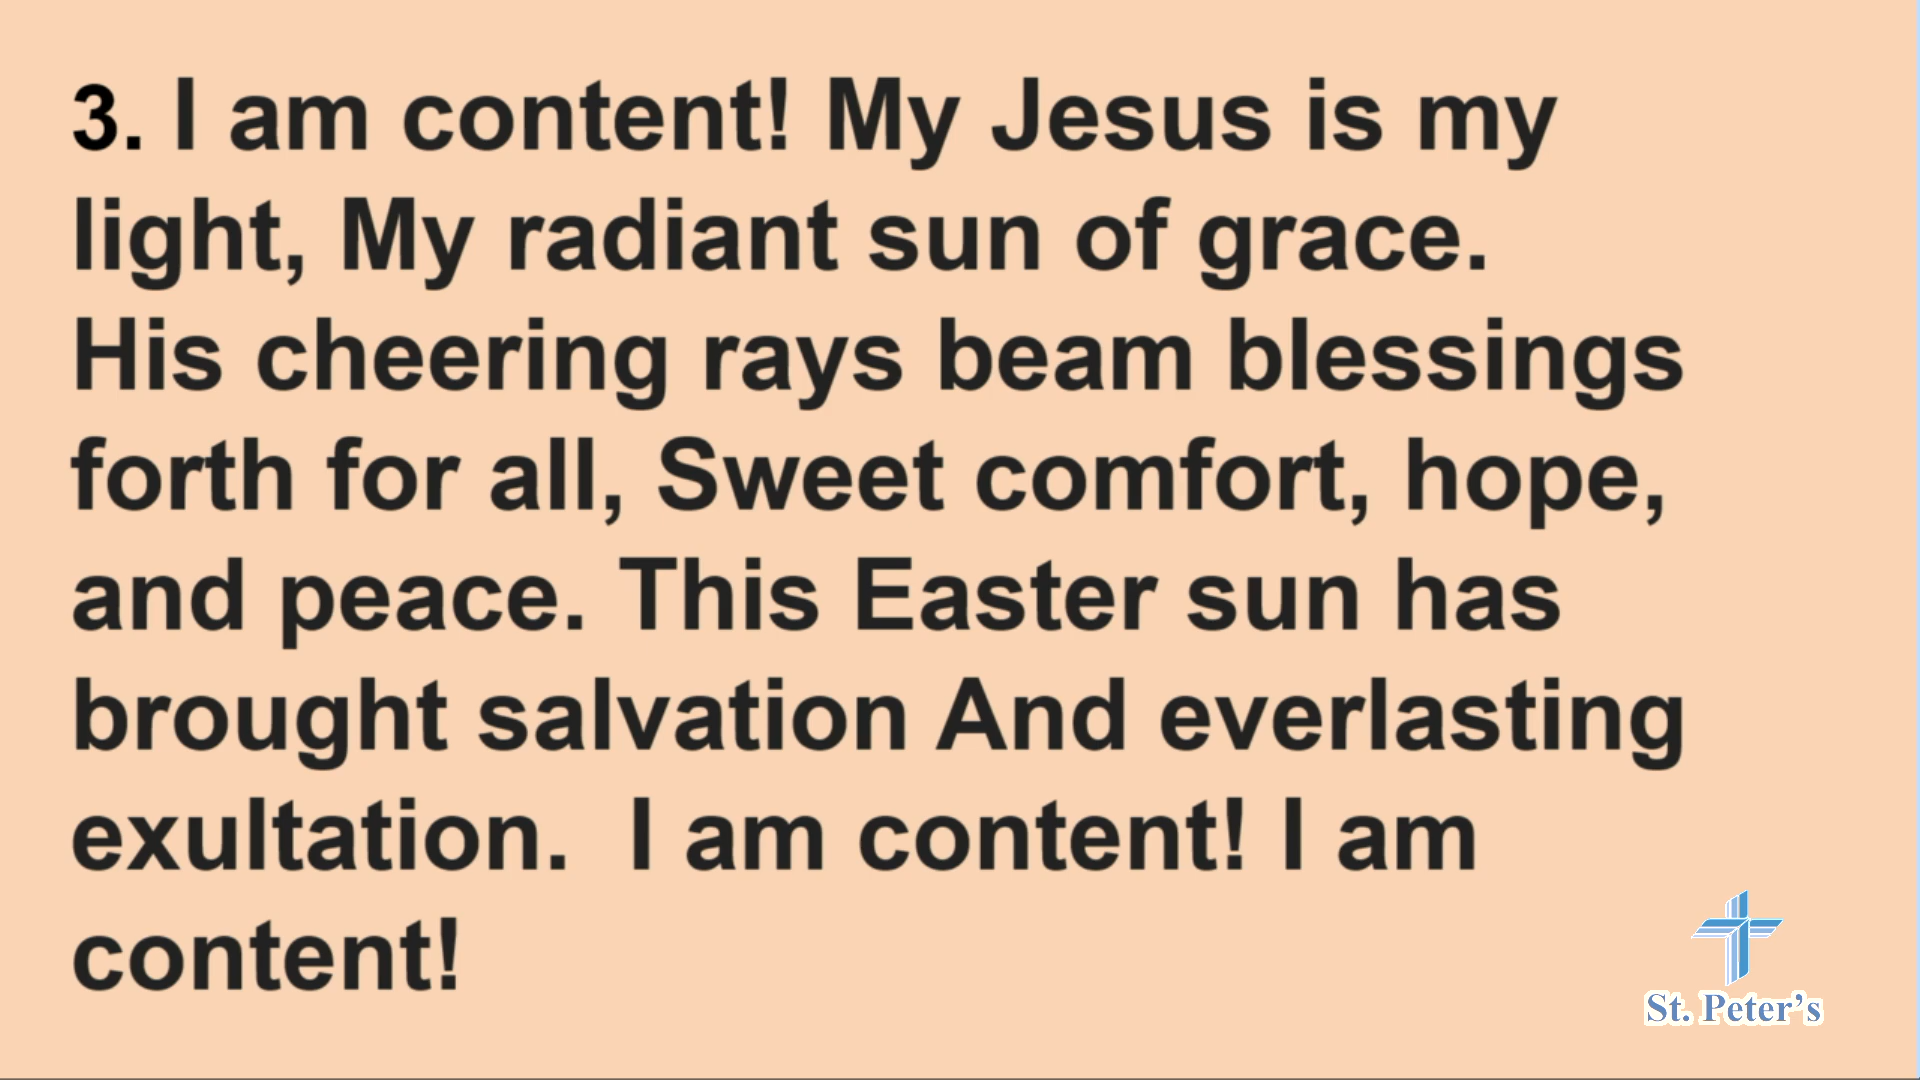 3. I am content! My Jesus is my
light, My radiant sun of grace.
His cheering rays beam blessings
forth for all, Sweet comfort, hope,
and peace. This Easter sun has
brought salvation And everlasting
exultation.  I am content! I am
content!
St. Peter's